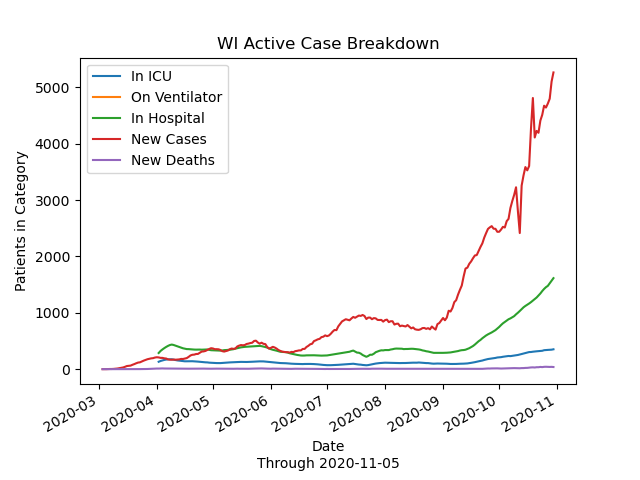 WI Active Case Breakdown
In ICU
On Ventilator
In Hospital
New Cases
New Deaths
Patients in Category
5000
4000
3000
2000
1000
0
2020-03
2020-04
2020-05
2020-06
2020-07
2020-08
2020-09
2020-10
2020-11
Date
Through 2020-11-05